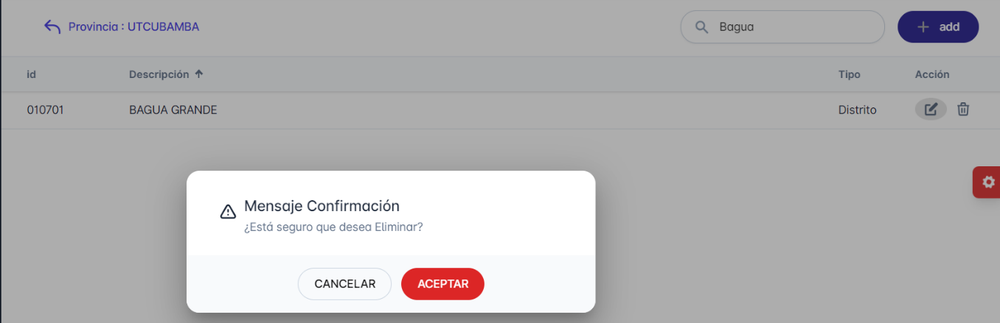 Provincia : UTCUBAMBA
Bagua
add
id Descripción Tipo Acción
010701 BAGUA GRANDE Distrito
Mensaje Confirmación
¿Está seguro que desea Eliminar?
CANCELAR ACEPTAR